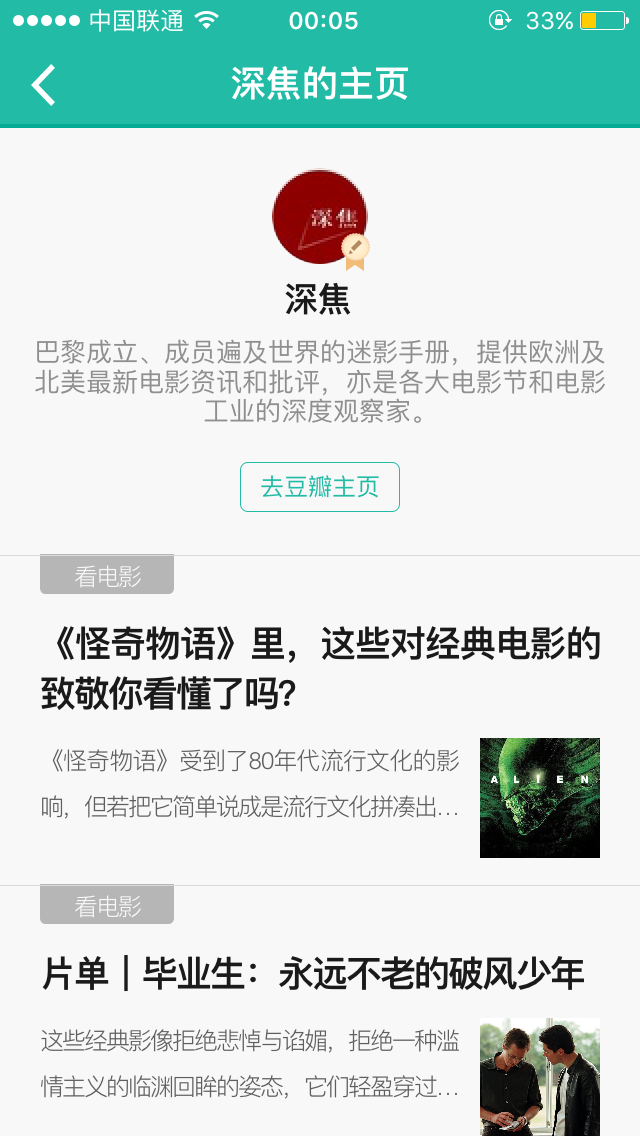 中国联通
00:05
33%
深焦的主页
深焦
深焦
巴黎成立、成员遍及世界的迷影手册，提供欧洲及
北美最新电影资讯和批评，亦是各大电影节和电影
工业的深度观察家。
去豆瓣主页
看电影
《怪奇物语》里，这些对经典电影的
致敬你看懂了吗？
《怪奇物语》受到了80年代流行文化的影
响，但若把它简单说成是流行文化拼凑出…
ALIEN
看电影
片单｜毕业生：永远不老的破风少年
这些经典影像拒绝悲悼与谄媚，拒绝一种滥
情主义的临渊回眸的姿态，它们轻盈穿过…